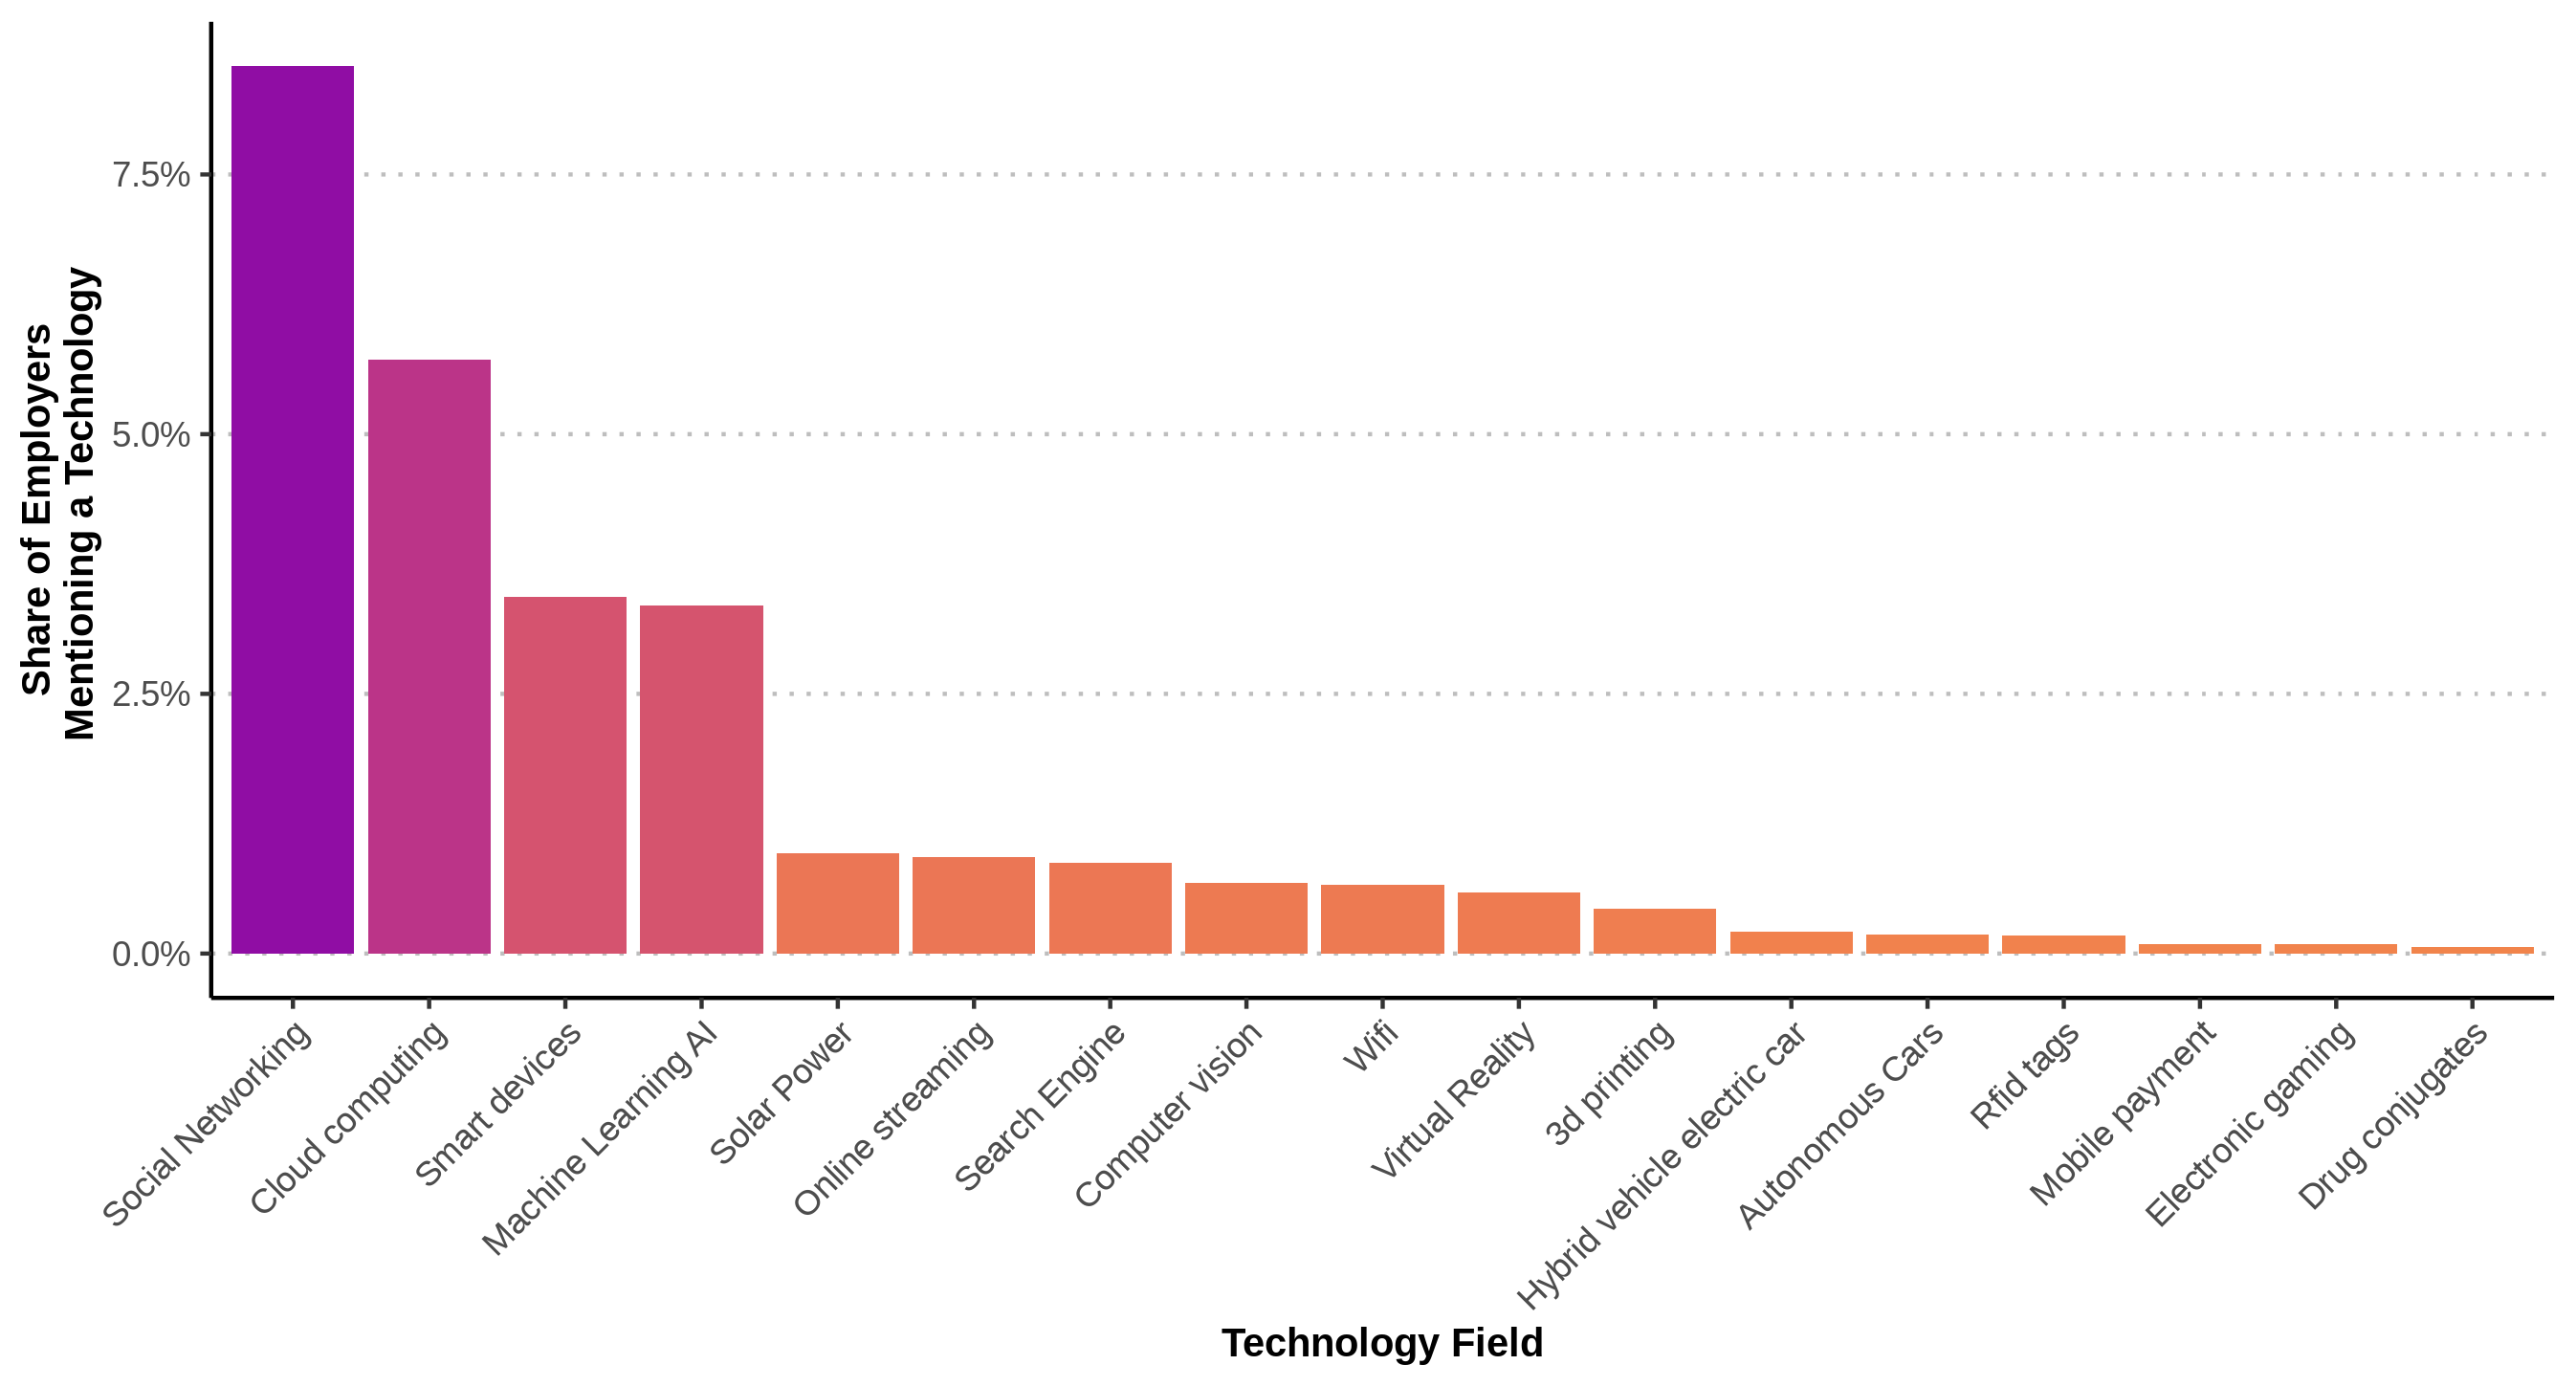 Share of Employers
Mentioning a Technology
7.5%
5.0%
2.5%
0.0%
Social Networking
Cloud computing
Smart devices
Machine Learning AI
Solar Power
Online streaming
Search Engine
Computer vision
Wifi
Virtual Reality
3d printing
Hybrid vehicle electric car
Autonomous Cars
Rfid tags
Mobile payment
Electronic gaming
Drug conjugates
Technology Field